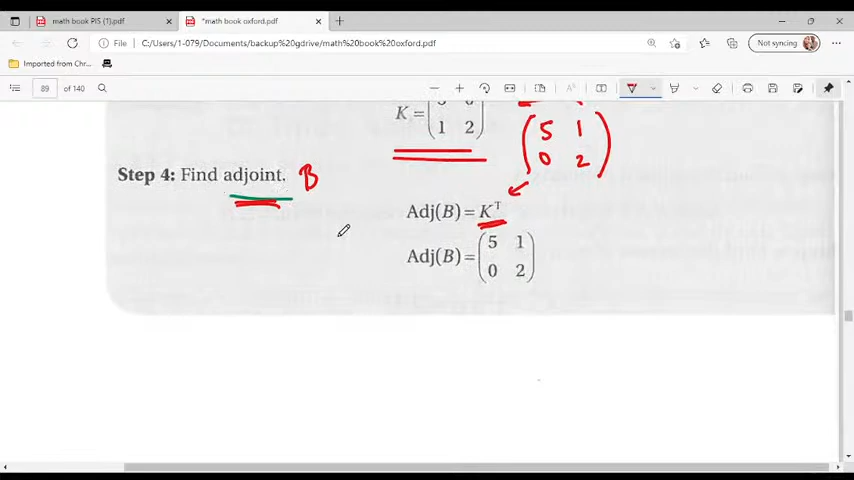 math book PIS (1).pdf
*math book oxford.pdf
File
C:/Users/1-079/Documents/backup%20gdrive/math%20book%20oxford.pdf
Not syncing
Imported from Chr...
89 of 140
K =
1 2
5 1
0 2
Step 4: Find adjoint. B
Adj(B) = Kᵀ
Adj(B) = (5 1
0 2)